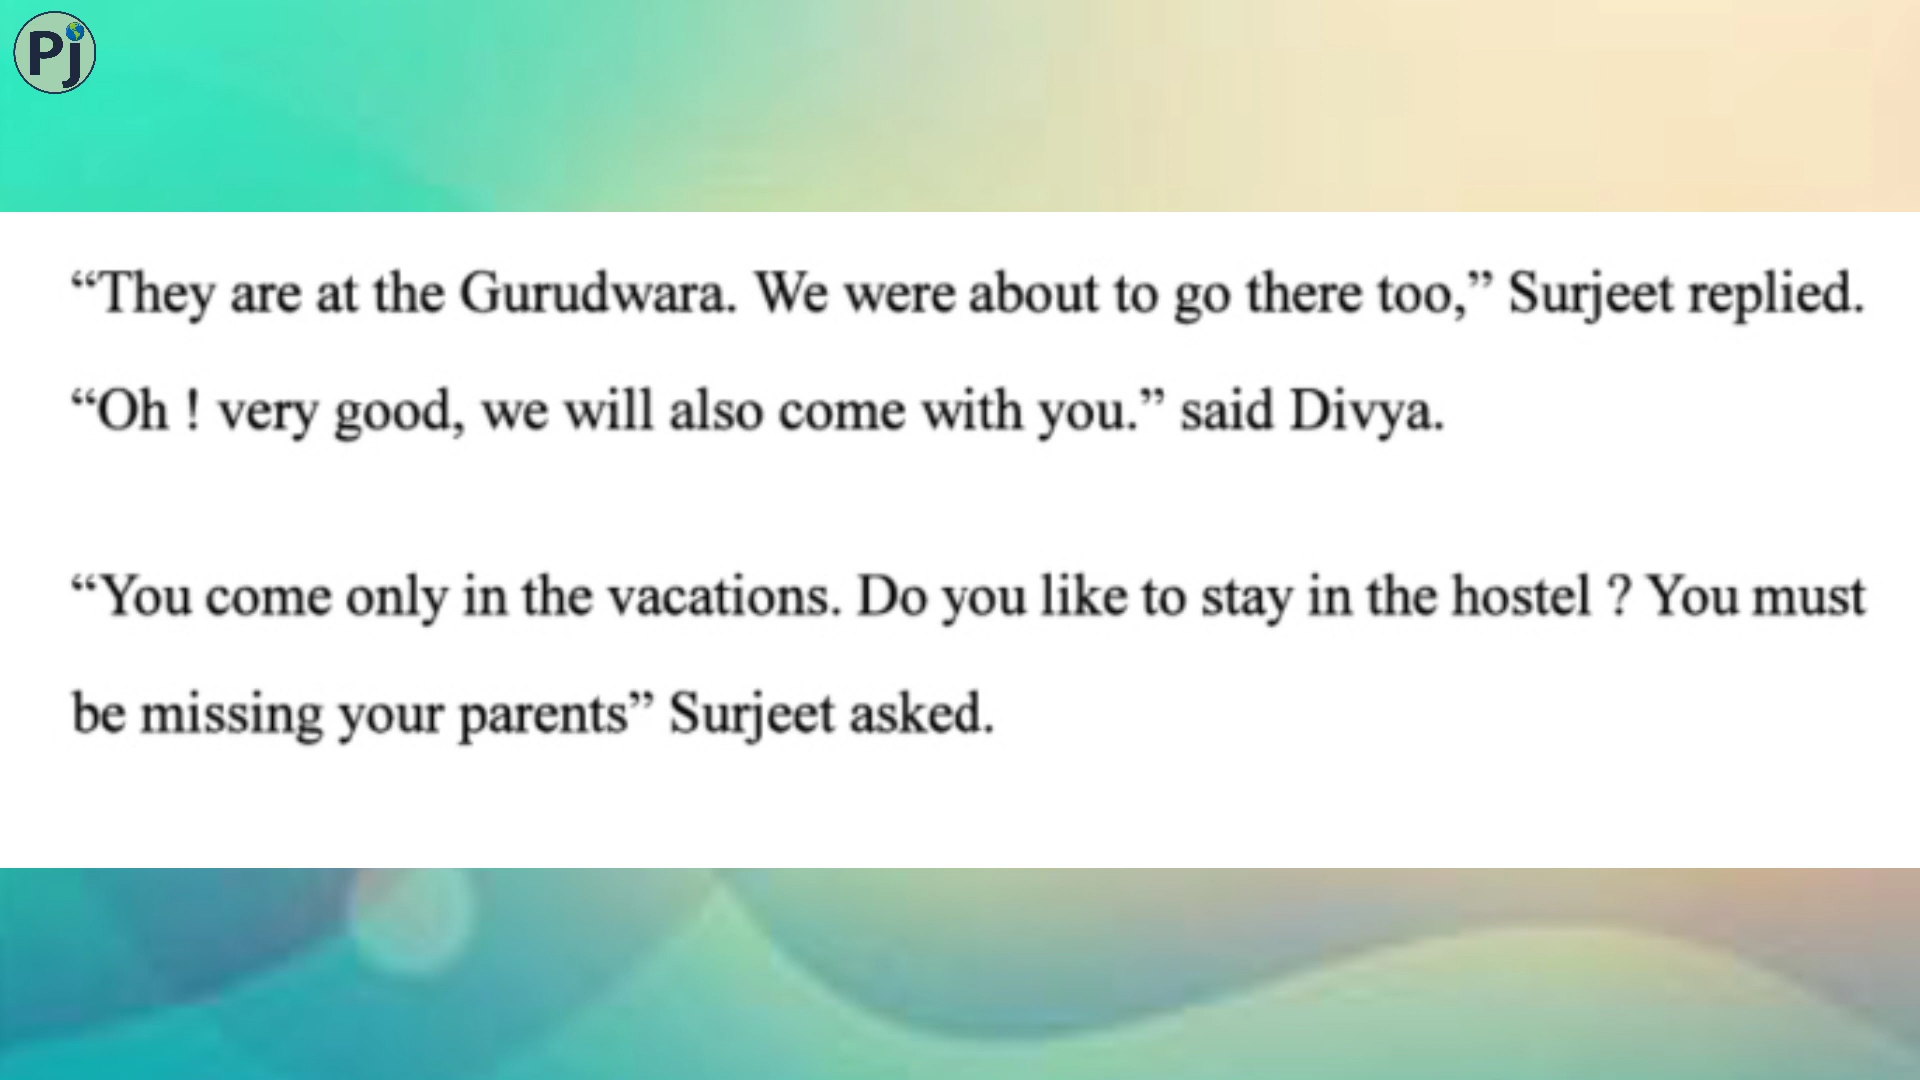 Pj
“They are at the Gurudwara. We were about to go there too,” Surjeet replied.
“Oh ! very good, we will also come with you.” said Divya.
“You come only in the vacations. Do you like to stay in the hostel ? You must
be missing your parents” Surjeet asked.